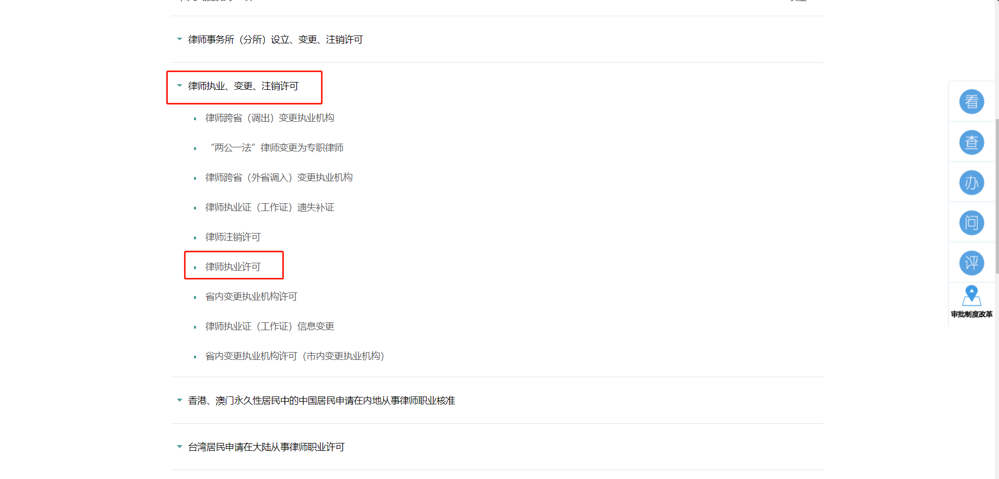 律师事务所（分所）设立、变更、注销许可
律师执业、变更、注销许可
律师跨省（调出）变更执业机构
“两公一法”律师变更为专职律师
律师跨省（外省调入）变更执业机构
律师执业证（工作证）遗失补证
律师注销许可
律师执业许可
省内变更执业机构许可
律师执业证（工作证）信息变更
省内变更执业机构许可（市内变更执业机构）
香港、澳门永久性居民中的中国居民申请在内地从事律师职业核准
台湾居民申请在大陆从事律师职业许可
看
查
办
问
评
审批制度改革